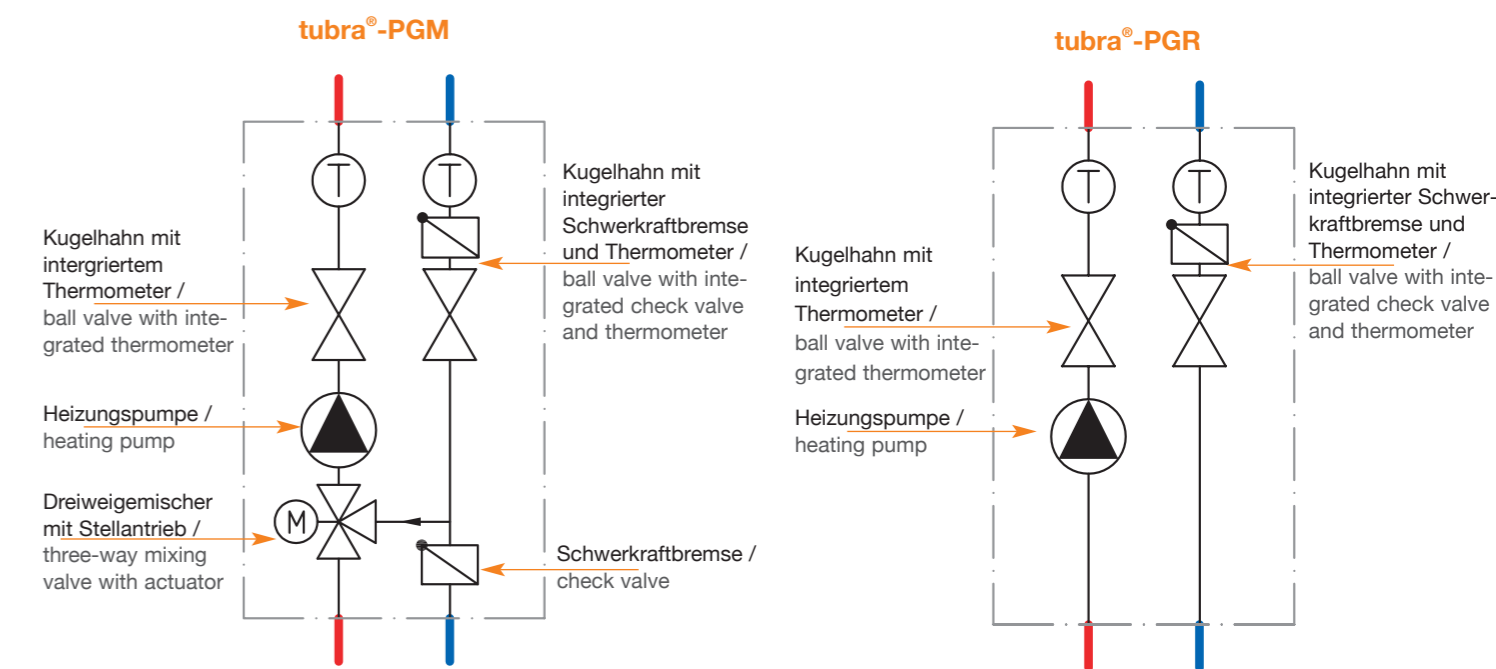 tubra®-PGM
T
T
Kugelhahn mit
intergriertem
Thermometer /
ball valve with inte-
grated thermometer
Kugelhahn mit
integrierter
Schwerkraftbremse
und Thermometer /
ball valve with inte-
grated check valve
and thermometer
Heizungspumpe /
heating pump
Dreiweigemischer
mit Stellantrieb /
three-way mixing
valve with actuator
M
Schwerkraftbremse /
check valve
tubra®-PGR
T
T
Kugelhahn mit
integriertem
Thermometer /
ball valve with inte-
grated thermometer
Kugelhahn mit
integrierter Schwer-
kraftbremse und
Thermometer /
ball valve with inte-
grated check valve
and thermometer
Heizungspumpe /
heating pump